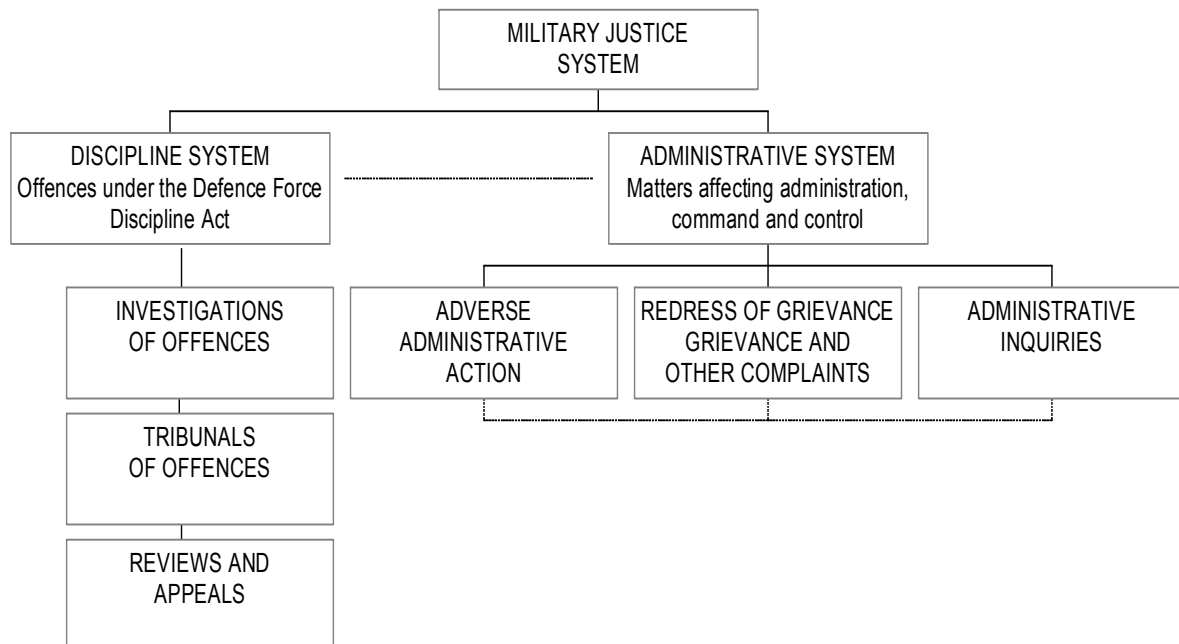 MILITARY JUSTICE
SYSTEM
DISCIPLINE SYSTEM
Offences under the Defence Force
Discipline Act
ADMINISTRATIVE SYSTEM
Matters affecting administration,
command and control
INVESTIGATIONS
OF OFFENCES
ADVERSE
ADMINISTRATIVE
ACTION
REDRESS OF GRIEVANCE
GRIEVANCE AND
OTHER COMPLAINTS
ADMINISTRATIVE
INQUIRIES
TRIBUNALS
OF OFFENCES
REVIEWS AND
APPEALS